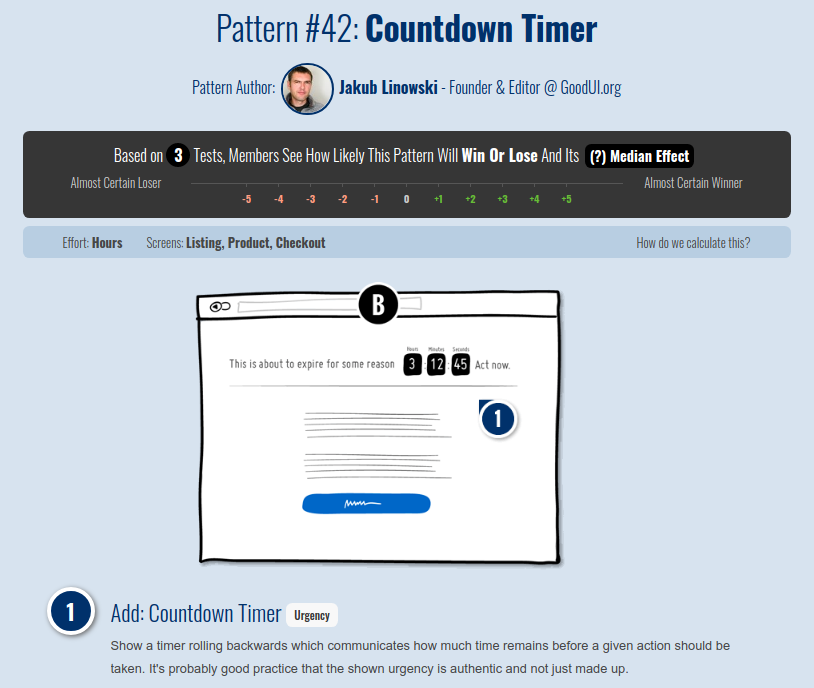 Pattern #42: Countdown Timer
Pattern Author: Jakub Linowski - Founder & Editor @ GoodUI.org
Based on 3 Tests, Members See How Likely This Pattern Will Win Or Lose And Its (?) Median Effect
Almost Certain Loser
-5 -4 -3 -2 -1 0 +1 +2 +3 +4 +5
Almost Certain Winner
Effort: Hours Screens: Listing, Product, Checkout How do we calculate this?
B
Hours Minutes Seconds
This is about to expire for some reason 3 : 12 : 45 Act now.
1
1 Add: Countdown Timer Urgency
Show a timer rolling backwards which communicates how much time remains before a given action should be
taken. It's probably good practice that the shown urgency is authentic and not just made up.